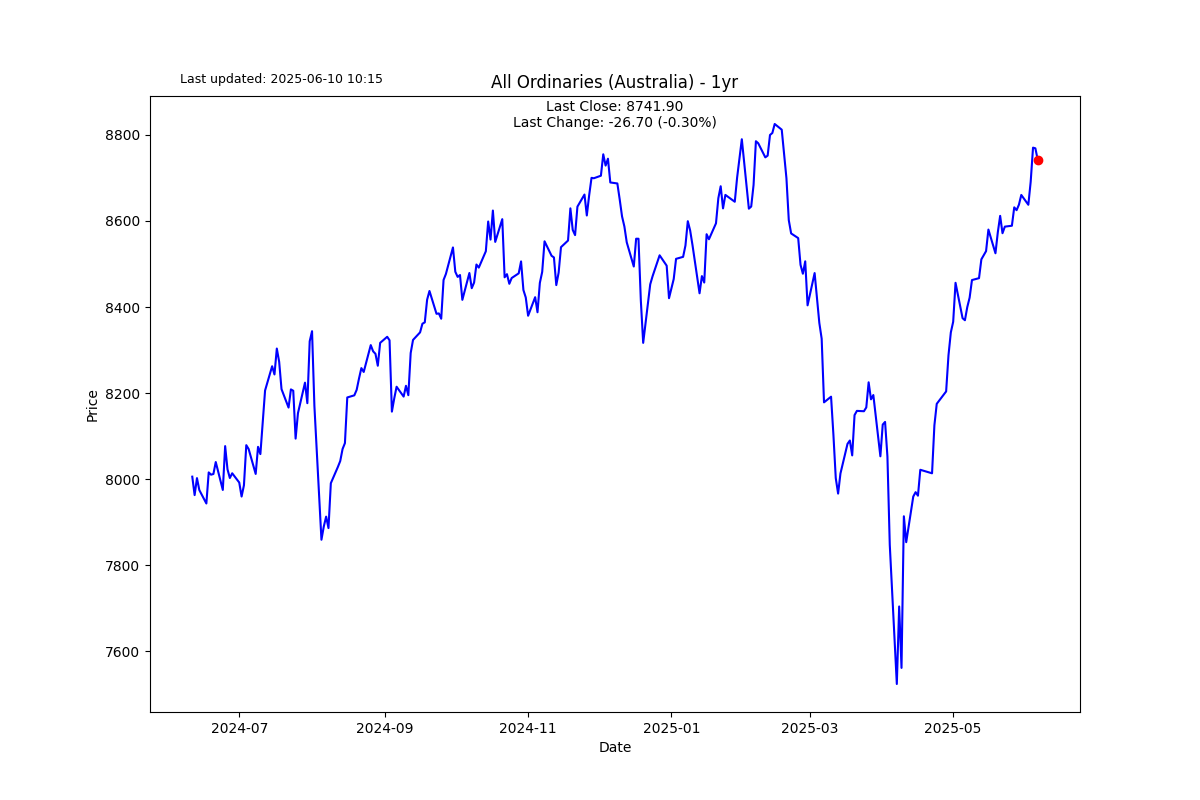 Last updated: 2025-06-10 10:15
All Ordinaries (Australia) - 1yr
Last Close: 8741.90
Last Change: -26.70 (-0.30%)
8800
8600
8400
8200
8000
7800
7600
Price
2024-07
2024-09
2024-11
2025-01
2025-03
2025-05
Date